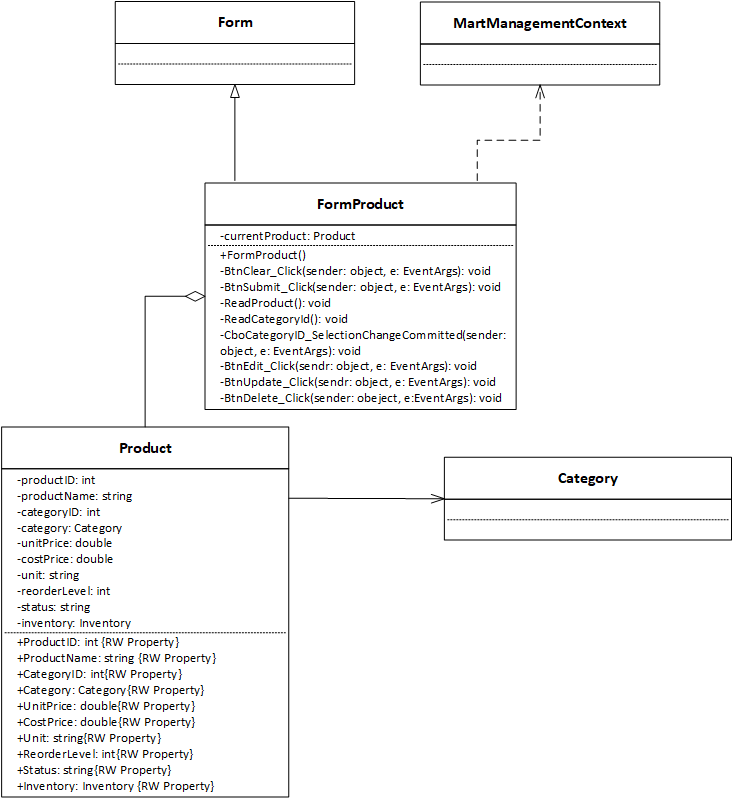 Form
MartManagementContext
FormProduct
-currentProduct: Product
+FormProduct()
-BtnClear_Click(sender: object, e: EventArgs): void
-BtnSubmit_Click(sender: object, e: EventArgs): void
-ReadProduct(): void
-ReadCategoryId(): void
-CboCategoryID_SelectionChangeCommitted(sender:
object, e: EventArgs): void
-BtnEdit_Click(sendr: object, e: EventArgs): void
-BtnUpdate_Click(sendr: object, e: EventArgs): void
-BtnDelete_Click(sender: obeject, e:EventArgs): void
Product
-productID: int
-productName: string
-categoryID: int
-category: Category
-unitPrice: double
-costPrice: double
-unit: string
-reorderLevel: int
-status: string
-inventory: Inventory
+ProductID: int {RW Property}
+ProductName: string {RW Property}
+CategoryID: int{RW Property}
+Category: Category{RW Property}
+UnitPrice: double{RW Property}
+CostPrice: double{RW Property}
+Unit: string{RW Property}
+ReorderLevel: int{RW Property}
+Status: string{RW Property}
+Inventory: Inventory {RW Property}
Category